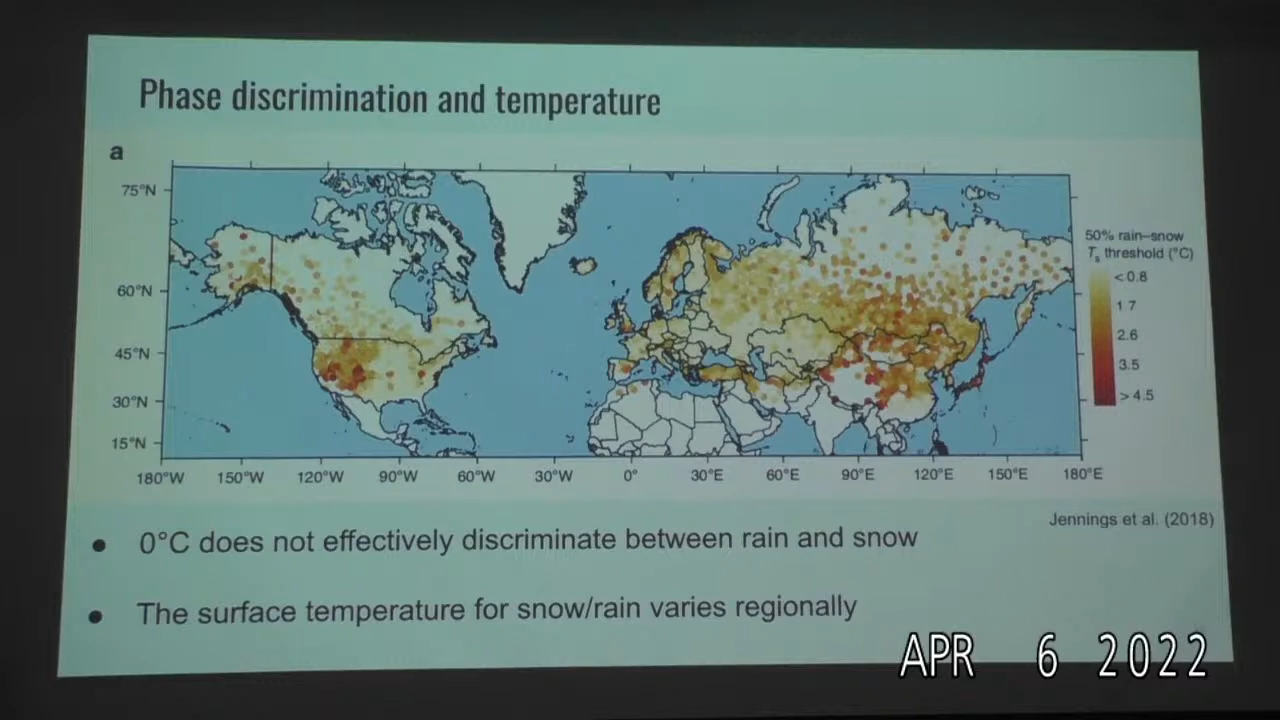 Phase discrimination and temperature
a
75°N
60°N
45°N
30°N
15°N
180°W 150°W 120°W 90°W 60°W 30°W 0° 30°E 60°E 90°E 120°E 150°E 180°E
50% rain–snow
Ts threshold (°C)
<0.8
1.7
2.6
3.5
>4.5
Jennings et al. (2018)
● 0°C does not effectively discriminate between rain and snow
● The surface temperature for snow/rain varies regionally
APR 6 2022